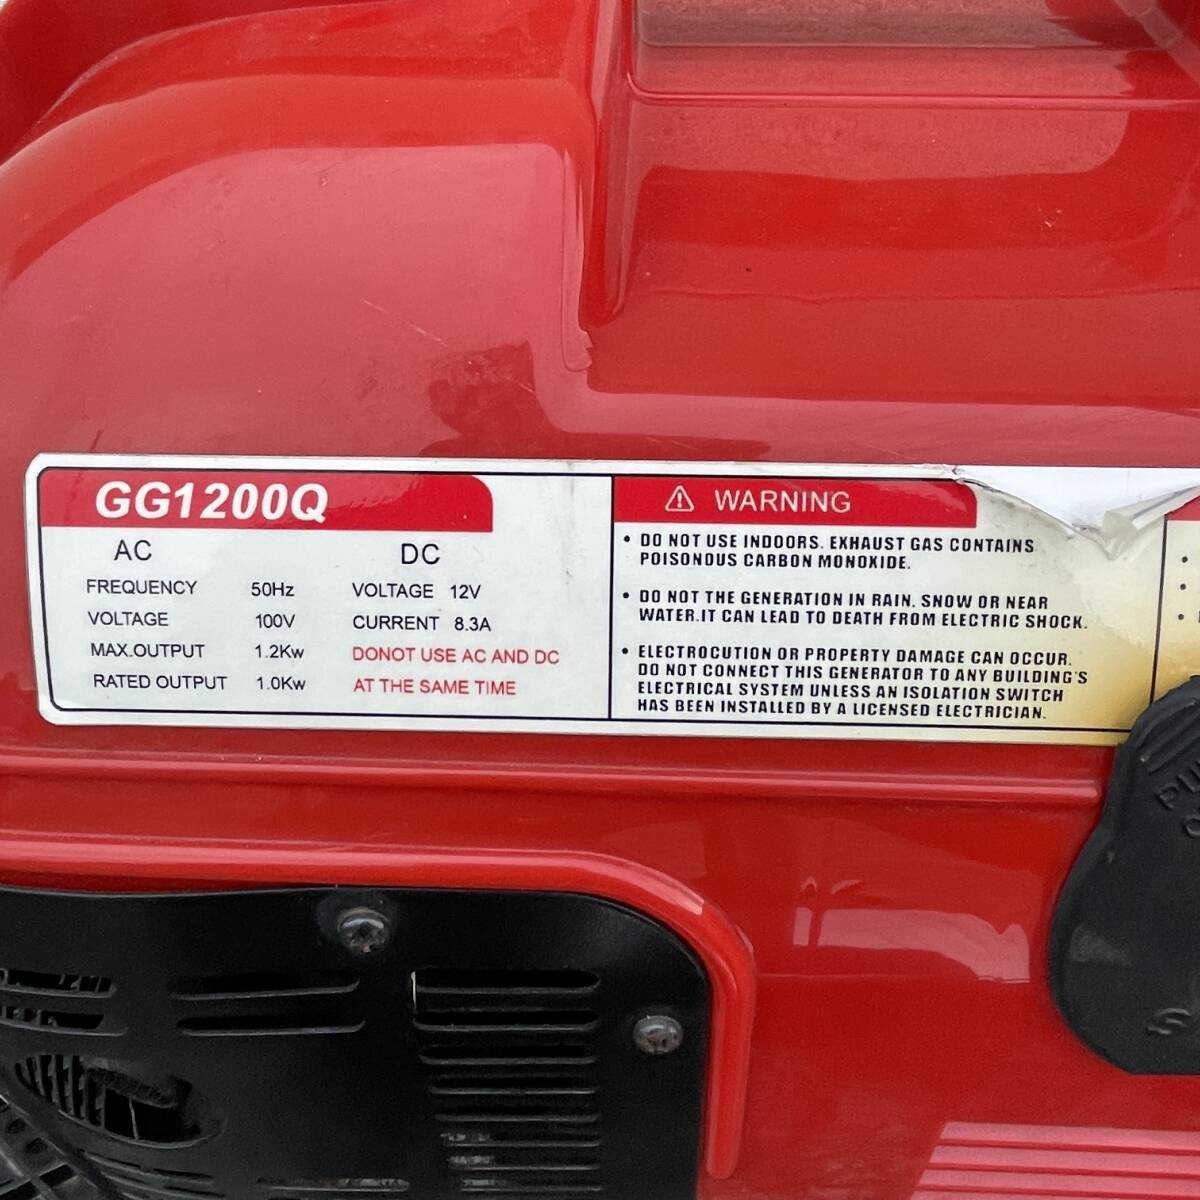 GG1200Q
AC
FREQUENCY 50Hz
VOLTAGE 100V
MAX.OUTPUT 1.2Kw
RATED OUTPUT 1.0Kw
DC
VOLTAGE 12V
CURRENT 8.3A
DONOT USE AC AND DC
AT THE SAME TIME
⚠ WARNING
• DO NOT USE INDOORS. EXHAUST GAS CONTAINS
POISONOUS CARBON MONOXIDE.
• DO NOT THE GENERATION IN RAIN, SNOW OR NEAR
WATER.IT CAN LEAD TO DEATH FROM ELECTRIC SHOCK.
• ELECTROCUTION OR PROPERTY DAMAGE CAN OCCUR.
DO NOT CONNECT THIS GENERATOR TO ANY BUILDING'S
ELECTRICAL SYSTEM UNLESS AN ISOLATION SWITCH
HAS BEEN INSTALLED BY A LICENSED ELECTRICIAN.